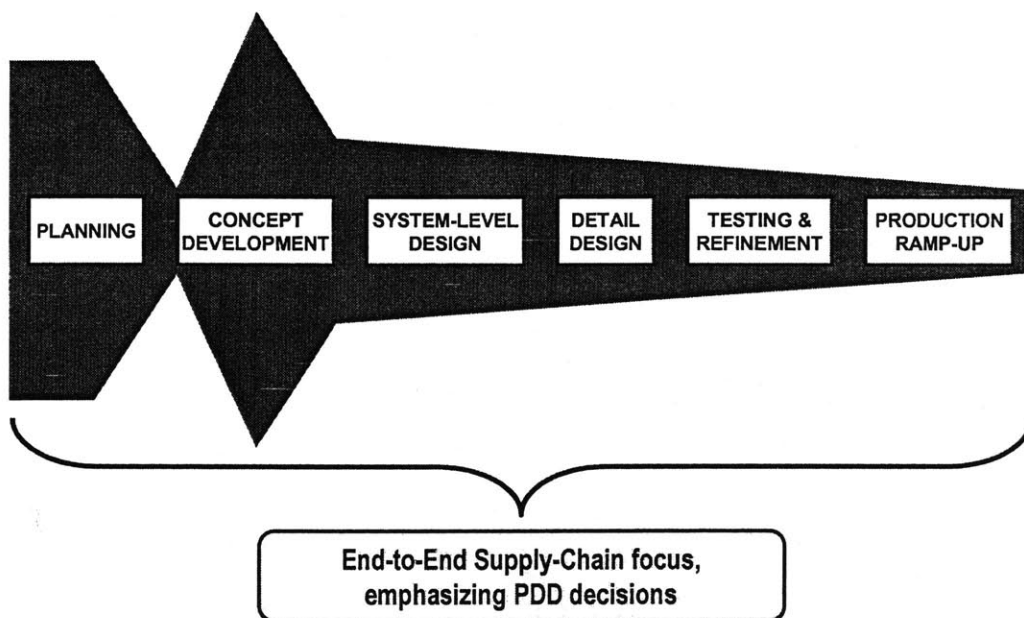 PLANNING
CONCEPT
DEVELOPMENT
SYSTEM-LEVEL
DESIGN
DETAIL
DESIGN
TESTING &
REFINEMENT
PRODUCTION
RAMP-UP
End-to-End Supply-Chain focus,
emphasizing PDD decisions